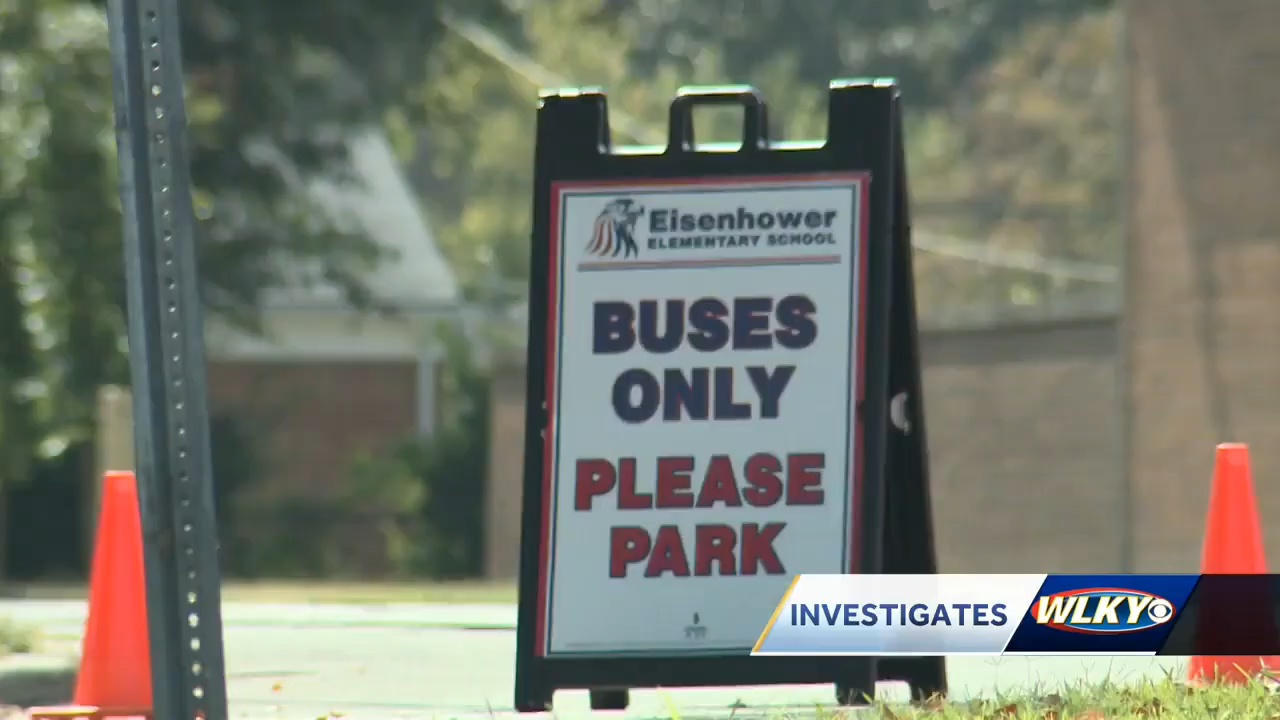 Eisenhower
ELEMENTARY SCHOOL
BUSES
ONLY
PLEASE
PARK
INVESTIGATES
WLKY